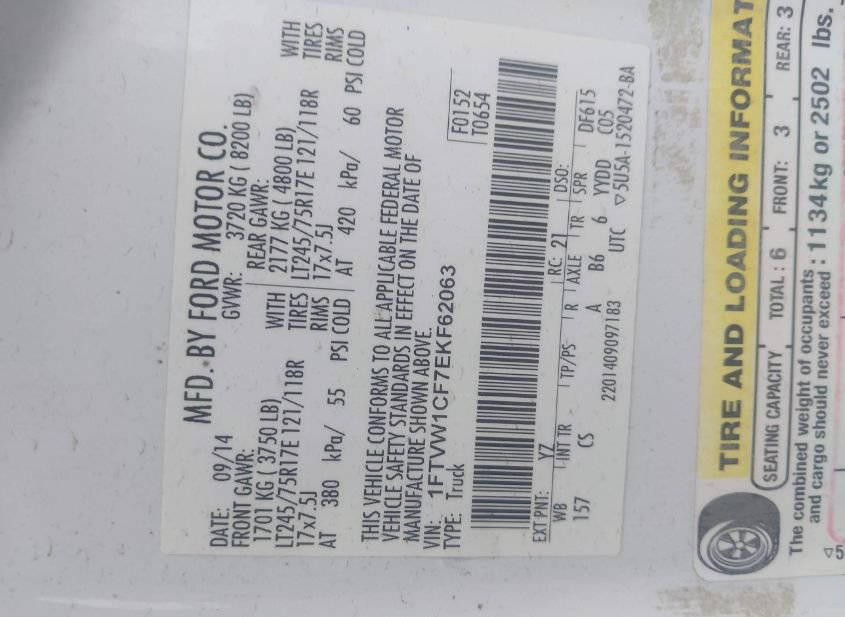 MFD. BY FORD MOTOR CO.
DATE: 09/14 GVWR: 3720 KG ( 8200 LB)
FRONT GAWR: REAR GAWR:
1701 KG ( 3750 LB) WITH 2177 KG ( 4800 LB) WITH
LT245/75R17E 121/118R TIRES LT245/75R17E 121/118R TIRES
17x7.5J RIMS 17x7.5J RIMS
AT 380 kPa/ 55 PSI COLD AT 420 kPa/ 60 PSI COLD
THIS VEHICLE CONFORMS TO ALL APPLICABLE FEDERAL MOTOR
VEHICLE SAFETY STANDARDS IN EFFECT ON THE DATE OF
MANUFACTURE SHOWN ABOVE.
VIN: 1FTVW1CF7EKF62063
TYPE: Truck
F0152
T0654
EXT PNT: YZ RC: 21 DSO:
WB INT TR TP/PS R AXLE TR SPR DF615
157 CS A B6 6 YYDD C05
2201409097183 UTC ▽5U5A-1520472-BA
TIRE AND LOADING INFORMAT
SEATING CAPACITY TOTAL : 6 FRONT: 3 REAR: 3
The combined weight of occupants
and cargo should never exceed : 1134 kg or 2502 lbs.
▽5